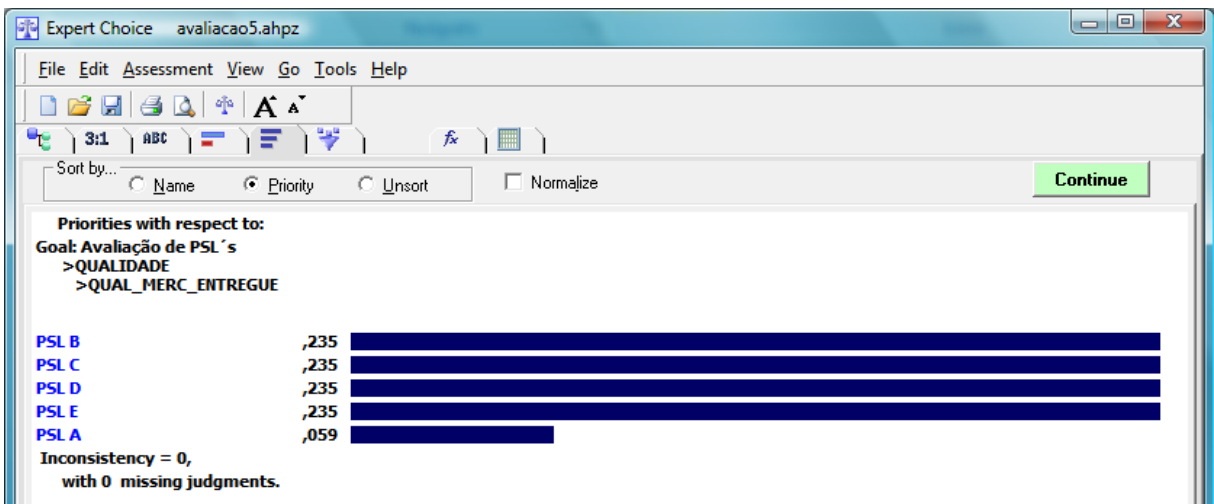 Expert Choice avaliacao5.ahpz
File Edit Assessment View Go Tools Help
A A
3:1 ABC fx
Sort by... Name Priority Unsort Normalize Continue
Priorities with respect to:
Goal: Avaliação de PSL´s
>QUALIDADE
>QUAL_MERC_ENTREGUE
PSL B ,235
PSL C ,235
PSL D ,235
PSL E ,235
PSL A ,059
Inconsistency = 0,
with 0 missing judgments.